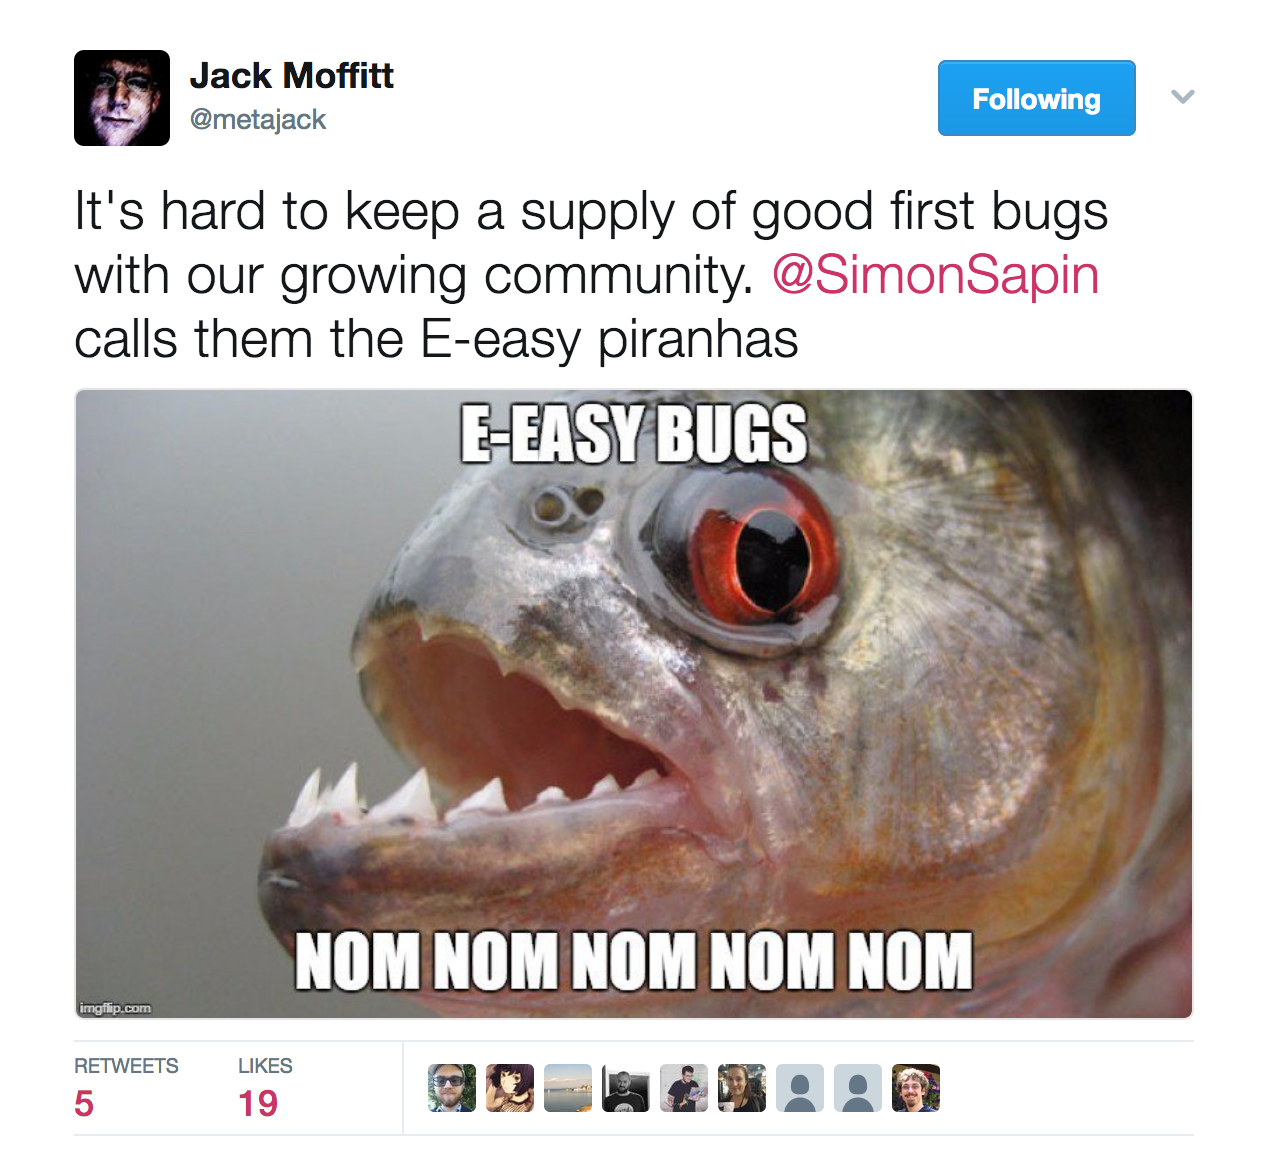 Jack Moffitt
@metajack
Following
It's hard to keep a supply of good first bugs
with our growing community. @SimonSapin
calls them the E-easy piranhas
E-EASY BUGS
NOM NOM NOM NOM NOM
imgflip.com
RETWEETS
5
LIKES
19